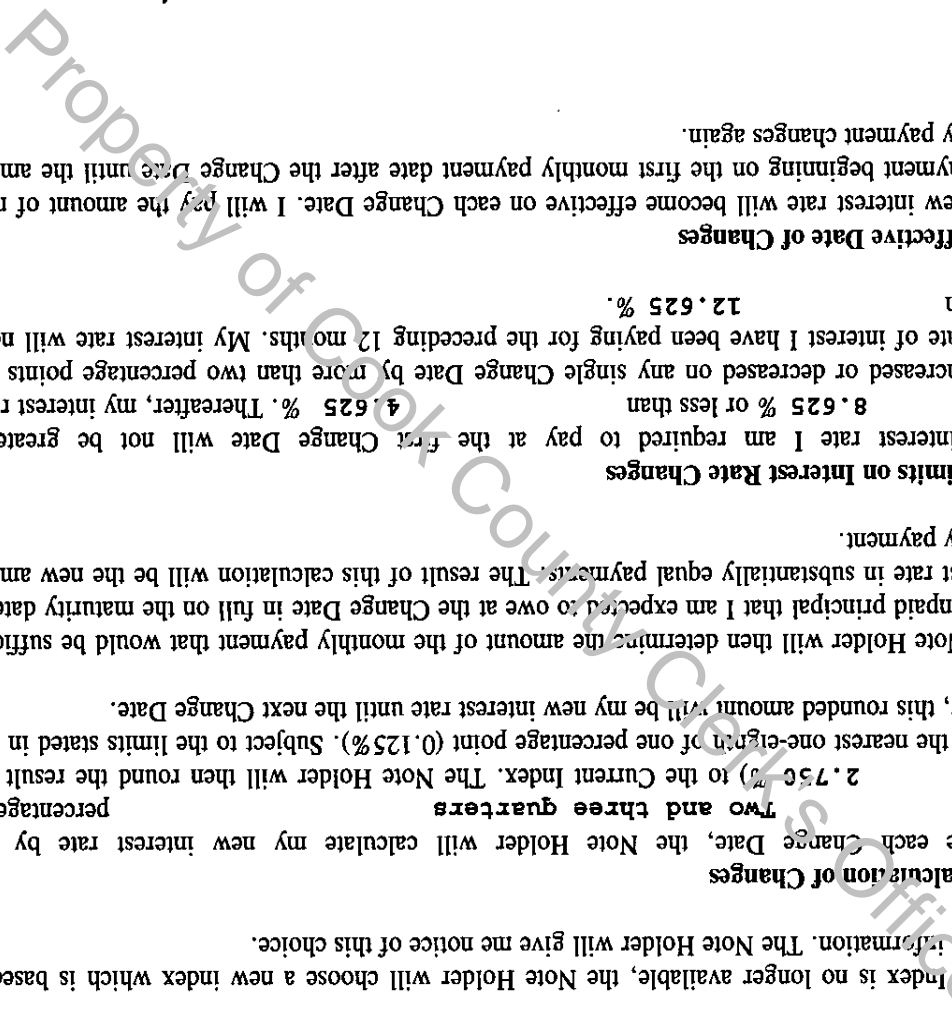 Index is no longer available, the Note Holder will choose a new index which is based
information. The Note Holder will give me notice of this choice.
alculation of Changes
e each Change Date, the Note Holder will calculate my new interest rate by
Two and three quarters percentage
2.750 %) to the Current Index. The Note Holder will then round the result
the nearest one-eighth of one percentage point (0.125%). Subject to the limits stated in
, this rounded amount will be my new interest rate until the next Change Date.
Note Holder will then determine the amount of the monthly payment that would be suffic
npaid principal that I am expected to owe at the Change Date in full on the maturity date
st rate in substantially equal payments. The result of this calculation will be the new am
y payment.
imits on Interest Rate Changes
interest rate I am required to pay at the first Change Date will not be greate
8.625 % or less than 4.625 %. Thereafter, my interest r
ncreased or decreased on any single Change Date by more than two percentage points
ate of interest I have been paying for the preceding 12 months. My interest rate will n
n 12.625 %.
ffective Date of Changes
ew interest rate will become effective on each Change Date. I will pay the amount of m
ayment beginning on the first monthly payment date after the Change Date until the am
y payment changes again.
Property of Cook County Clerk's Office